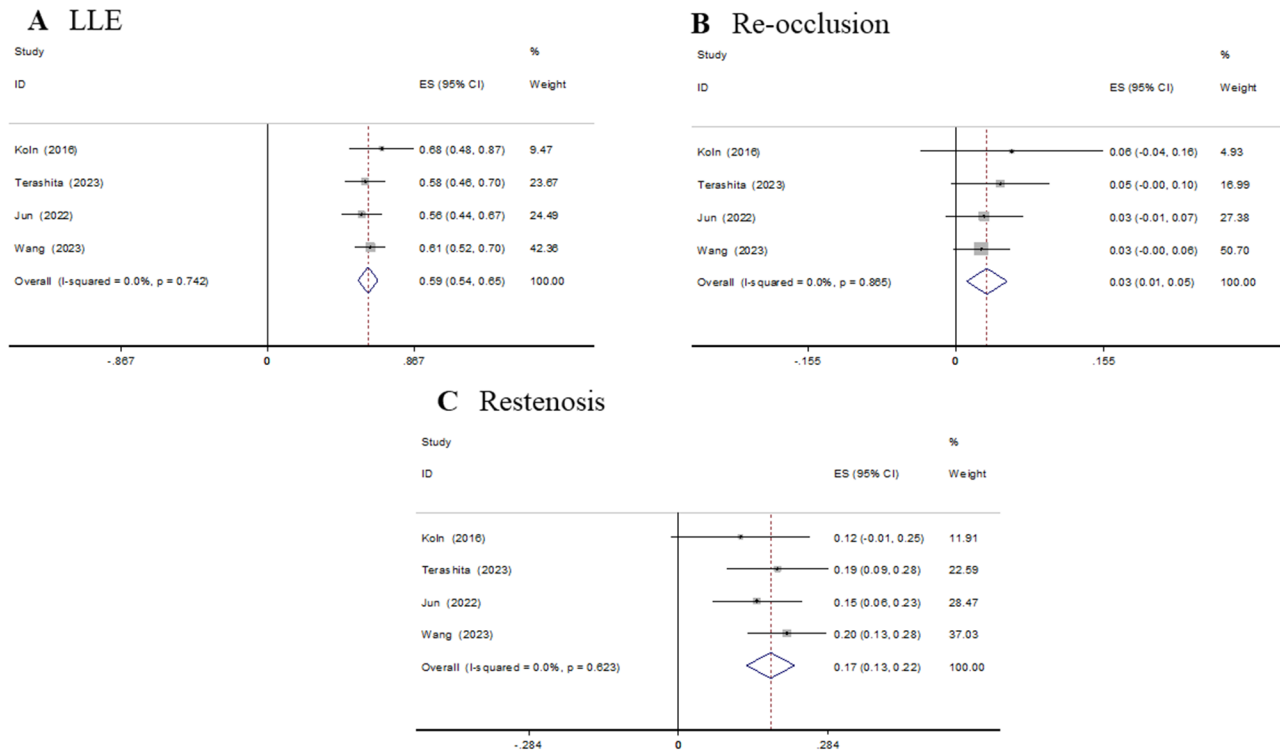 A LLE
Study %
ID ES (95% CI) Weight
Koln (2016) 0.68 (0.48, 0.87) 9.47
Terashita (2023) 0.58 (0.46, 0.70) 23.67
Jun (2022) 0.56 (0.44, 0.67) 24.49
Wang (2023) 0.61 (0.52, 0.70) 42.36
Overall (I-squared = 0.0%, p = 0.742) 0.59 (0.54, 0.65) 100.00
-.867 0 .867
B Re-occlusion
Study %
ID ES (95% CI) Weight
Koln (2016) 0.06 (-0.04, 0.16) 4.93
Terashita (2023) 0.05 (-0.00, 0.10) 16.99
Jun (2022) 0.03 (-0.01, 0.07) 27.38
Wang (2023) 0.03 (-0.00, 0.06) 50.70
Overall (I-squared = 0.0%, p = 0.865) 0.03 (0.01, 0.05) 100.00
-.155 0 .155
C Restenosis
Study %
ID ES (95% CI) Weight
Koln (2016) 0.12 (-0.01, 0.25) 11.91
Terashita (2023) 0.19 (0.09, 0.28) 22.59
Jun (2022) 0.15 (0.06, 0.23) 28.47
Wang (2023) 0.20 (0.13, 0.28) 37.03
Overall (I-squared = 0.0%, p = 0.623) 0.17 (0.13, 0.22) 100.00
-.284 0 .284